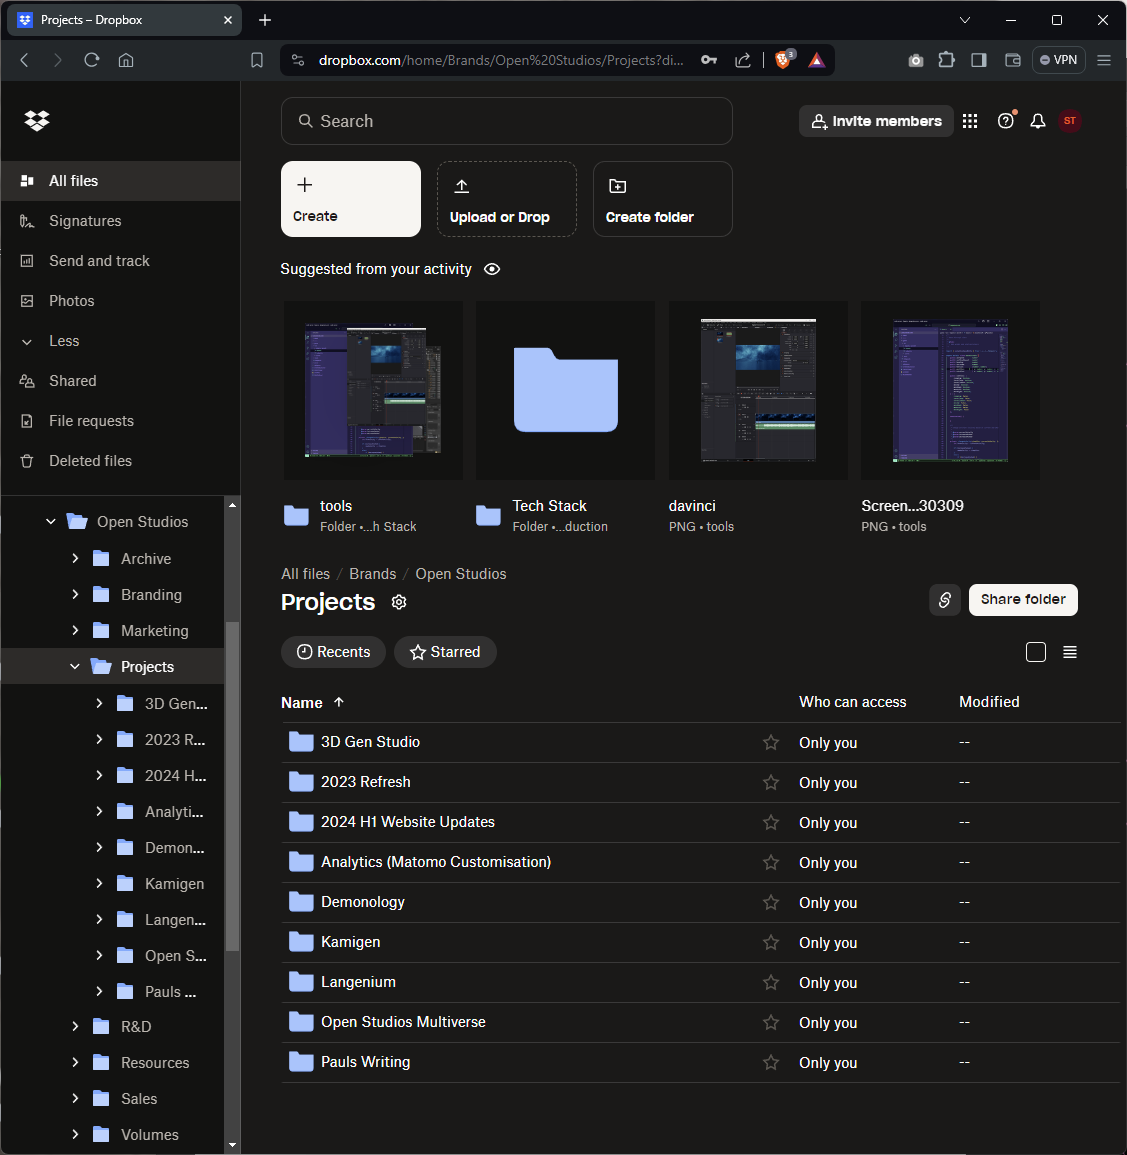 Projects – Dropbox
dropbox.com/home/Brands/Open%20Studios/Projects?di...
3
VPN
Search
Invite members
ST
All files
Signatures
Send and track
Photos
Less
Shared
File requests
Deleted files
Open Studios
Archive
Branding
Marketing
Projects
3D Gen...
2023 R...
2024 H...
Analyti...
Demon...
Kamigen
Langen...
Open S...
Pauls ...
R&D
Resources
Sales
Volumes
Create
Upload or Drop
Create folder
Suggested from your activity
tools
Folder •...h Stack
Tech Stack
Folder •...duction
davinci
PNG • tools
Screen...30309
PNG • tools
All files / Brands / Open Studios
Projects
Share folder
Recents
Starred
Name Who can access Modified
3D Gen Studio Only you --
2023 Refresh Only you --
2024 H1 Website Updates Only you --
Analytics (Matomo Customisation) Only you --
Demonology Only you --
Kamigen Only you --
Langenium Only you --
Open Studios Multiverse Only you --
Pauls Writing Only you --